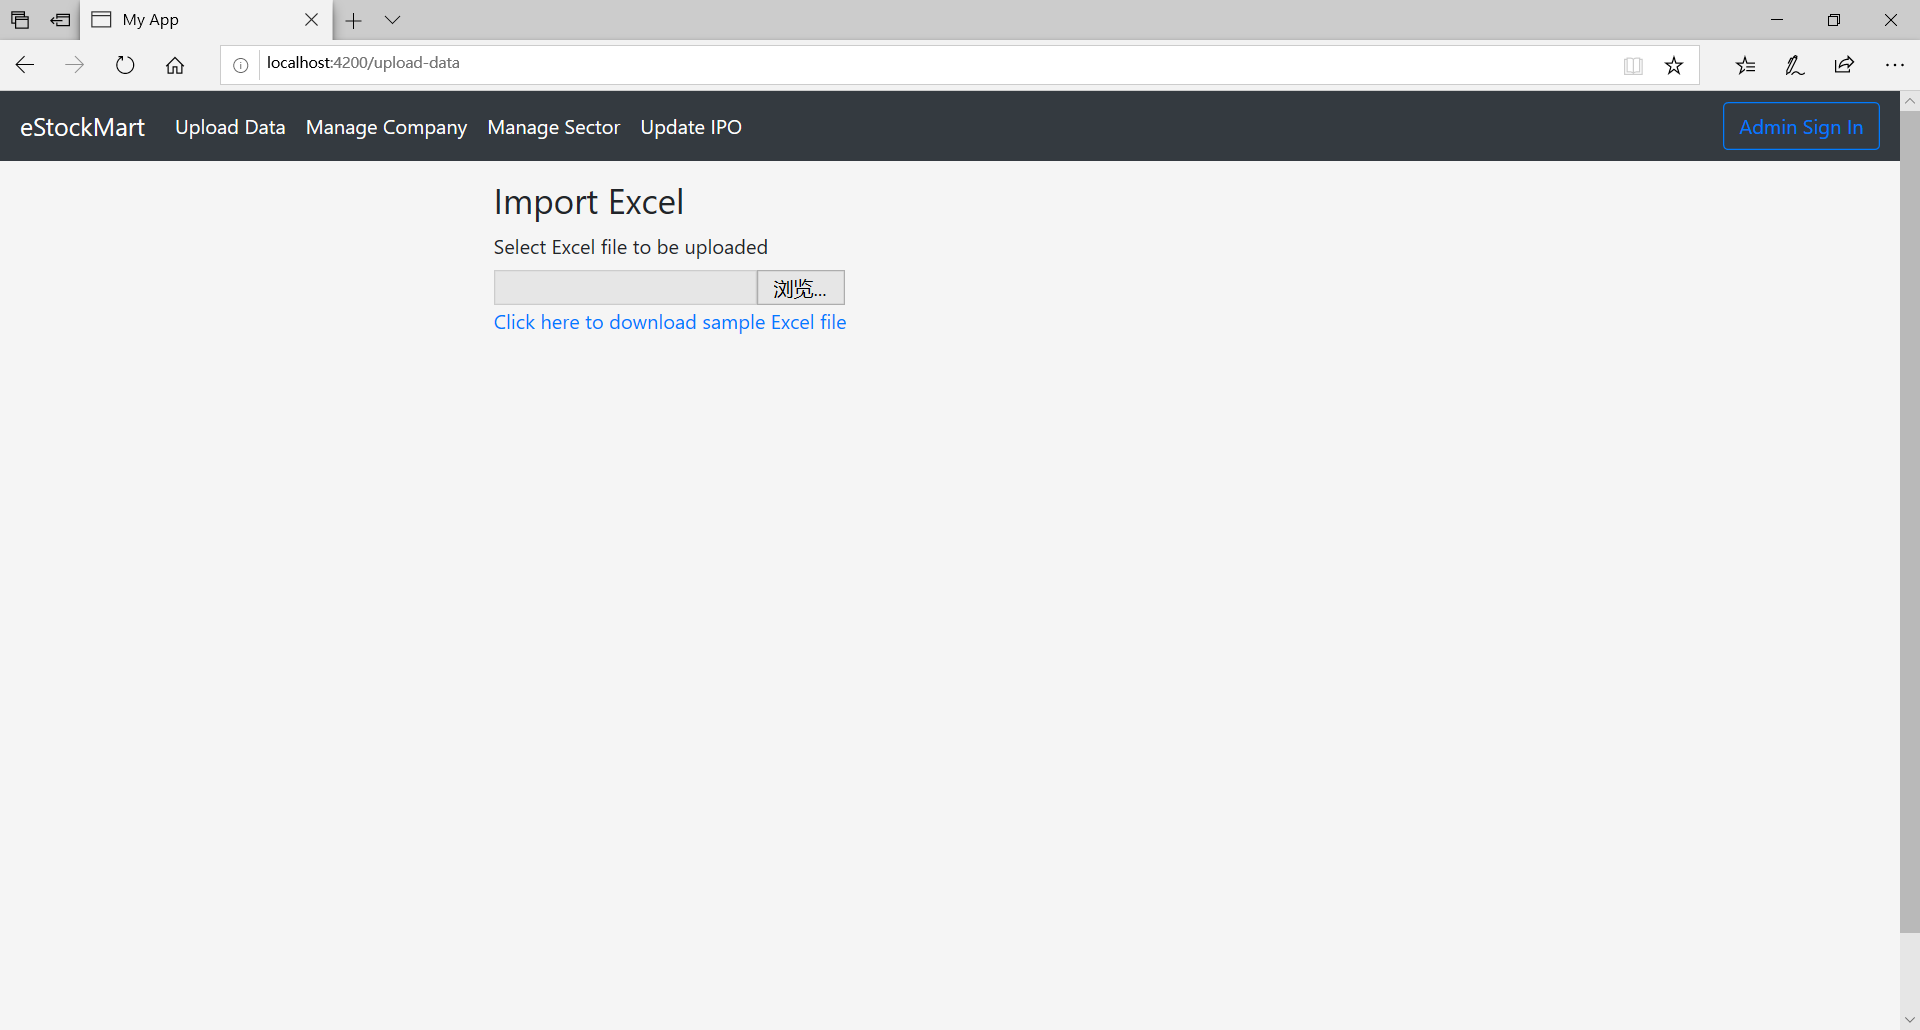 My App
localhost:4200/upload-data
eStockMart Upload Data Manage Company Manage Sector Update IPO Admin Sign In
Import Excel
Select Excel file to be uploaded
浏览...
Click here to download sample Excel file